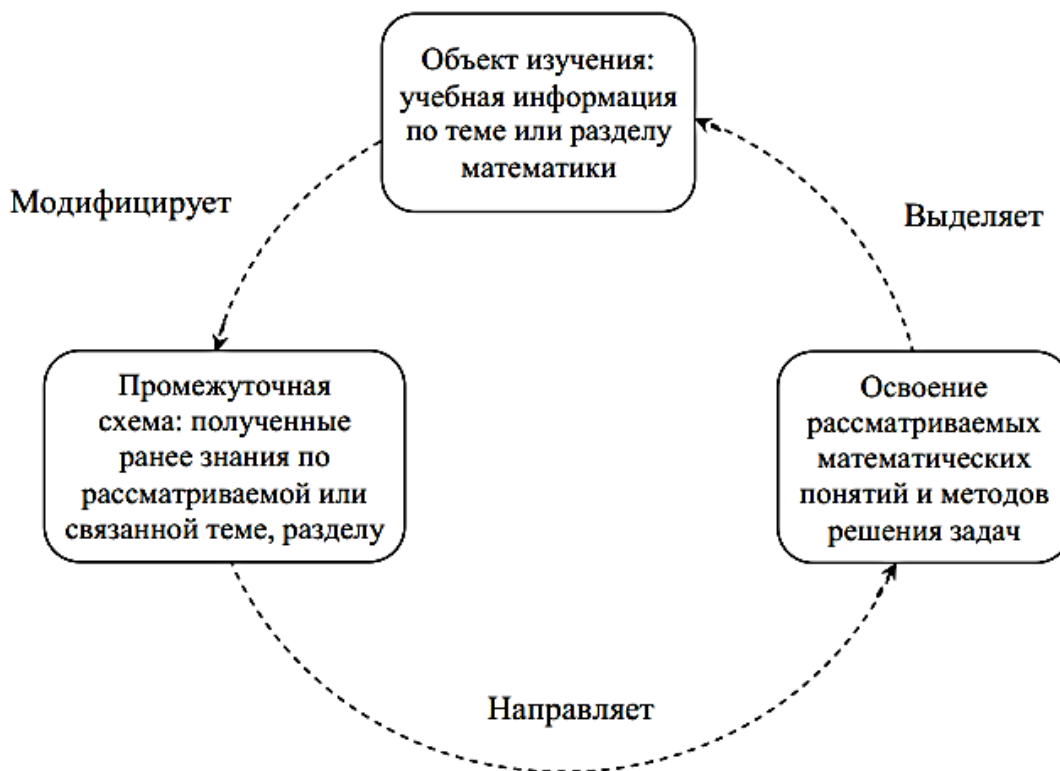 Объект изучения:
учебная информация
по теме или разделу
математики
Модифицирует
Выделяет
Промежуточная
схема: полученные
ранее знания по
рассматриваемой или
связанной теме, разделу
Освоение
рассматриваемых
математических
понятий и методов
решения задач
Направляет